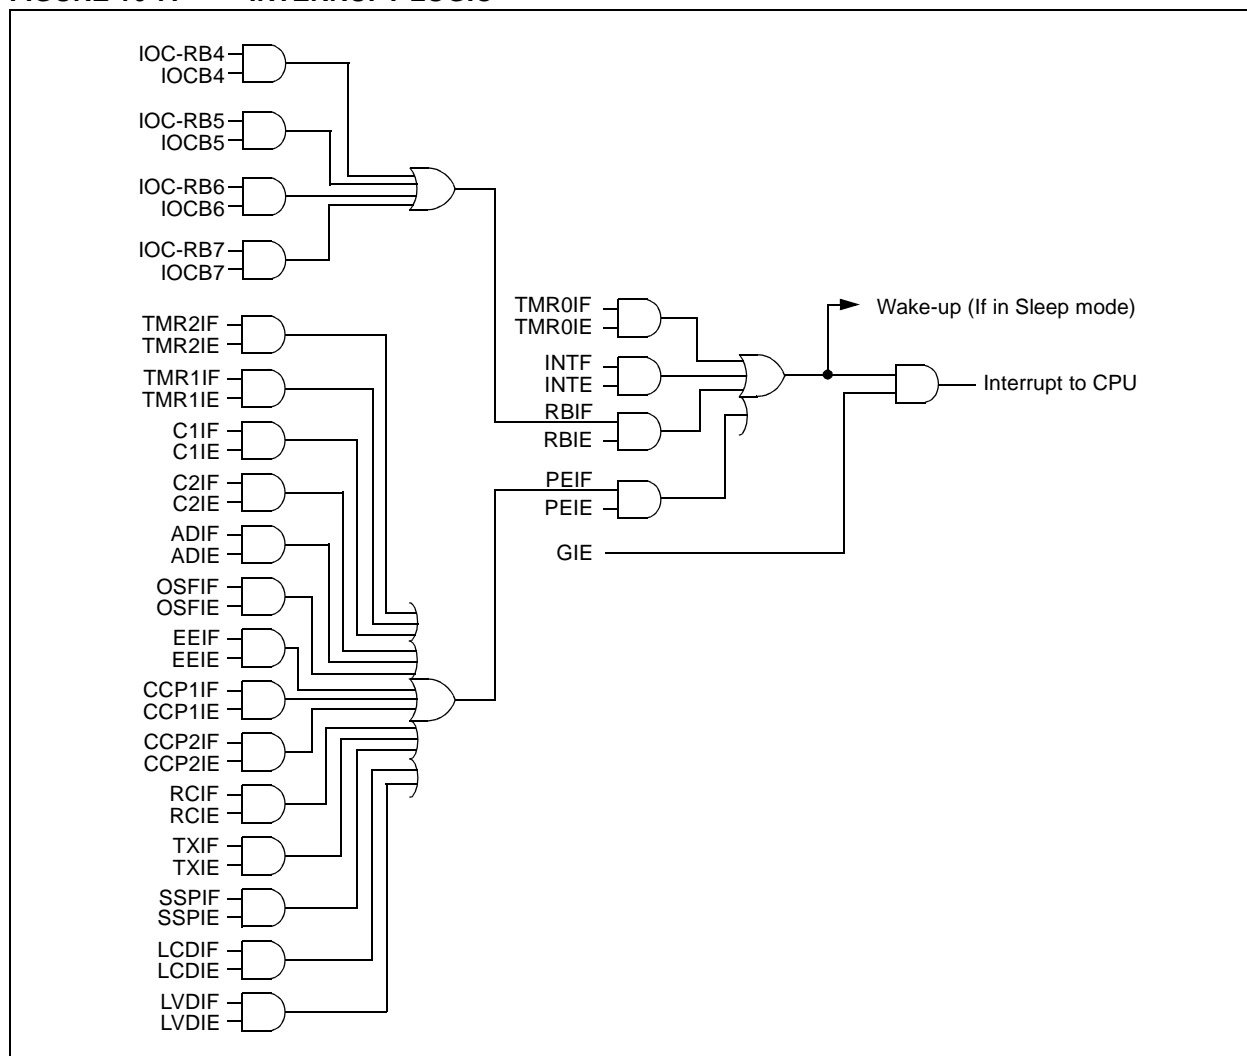 IOC-RB4
IOCB4
IOC-RB5
IOCB5
IOC-RB6
IOCB6
IOC-RB7
IOCB7
TMR2IF
TMR2IE
TMR1IF
TMR1IE
C1IF
C1IE
C2IF
C2IE
ADIF
ADIE
OSFIF
OSFIE
EEIF
EEIE
CCP1IF
CCP1IE
CCP2IF
CCP2IE
RCIF
RCIE
TXIF
TXIE
SSPIF
SSPIE
LCDIF
LCDIE
LVDIF
LVDIE
TMR0IF
TMR0IE
INTF
INTE
RBIF
RBIE
PEIF
PEIE
GIE
Wake-up (If in Sleep mode)
Interrupt to CPU